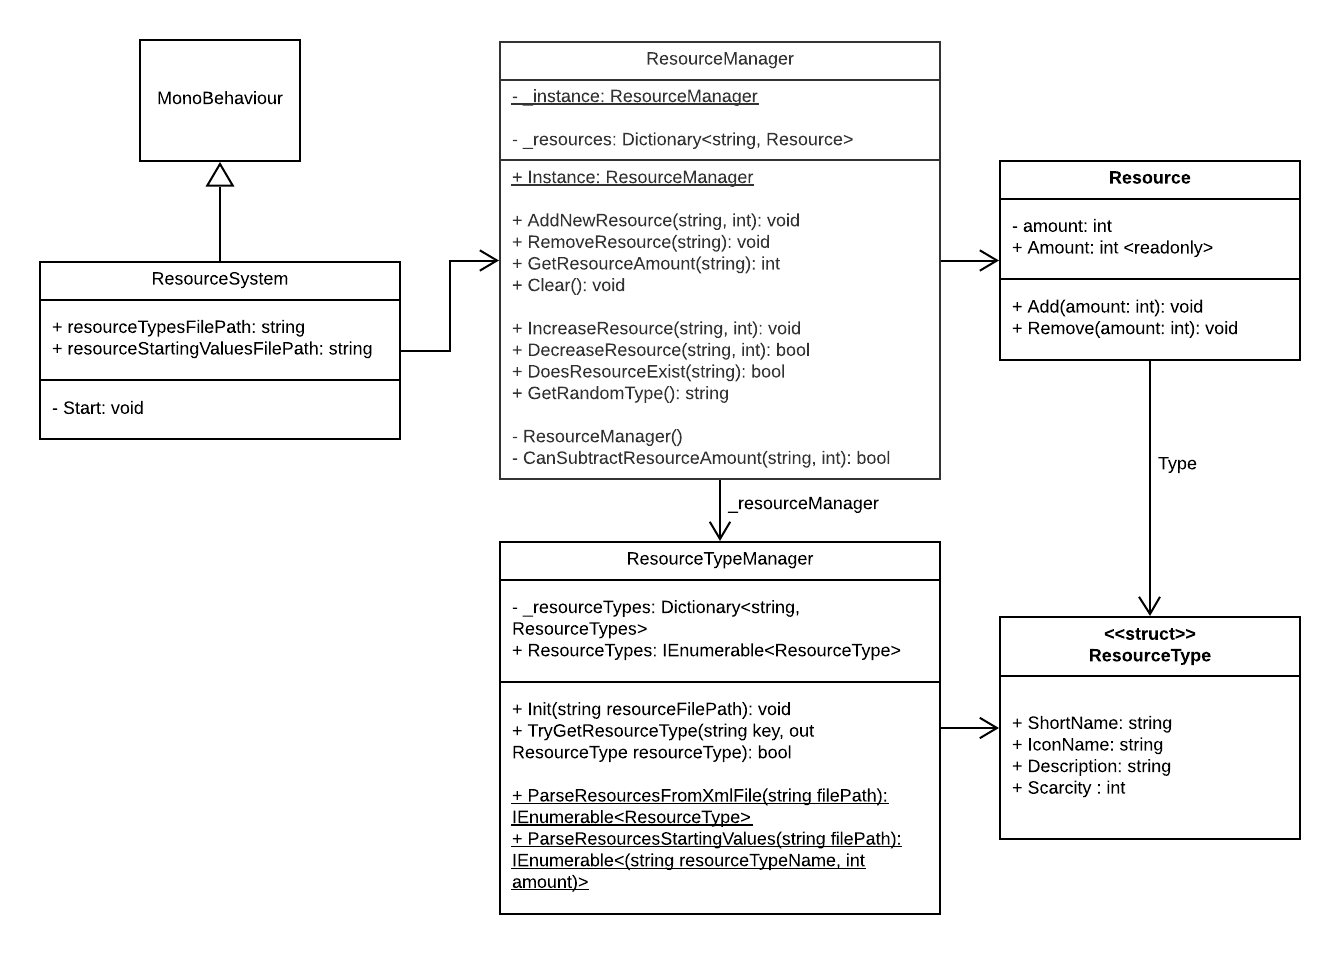 MonoBehaviour
ResourceSystem
+ resourceTypesFilePath: string
+ resourceStartingValuesFilePath: string
- Start: void
ResourceManager
- _instance: ResourceManager
- _resources: Dictionary<string, Resource>
+ Instance: ResourceManager
+ AddNewResource(string, int): void
+ RemoveResource(string): void
+ GetResourceAmount(string): int
+ Clear(): void
+ IncreaseResource(string, int): void
+ DecreaseResource(string, int): bool
+ DoesResourceExist(string): bool
+ GetRandomType(): string
- ResourceManager()
- CanSubtractResourceAmount(string, int): bool
_resourceManager
ResourceTypeManager
- _resourceTypes: Dictionary<string,
ResourceTypes>
+ ResourceTypes: IEnumerable<ResourceType>
+ Init(string resourceFilePath): void
+ TryGetResourceType(string key, out
ResourceType resourceType): bool
+ ParseResourcesFromXmlFile(string filePath):
IEnumerable<ResourceType>
+ ParseResourcesStartingValues(string filePath):
IEnumerable<(string resourceTypeName, int
amount)>
Resource
- amount: int
+ Amount: int <readonly>
+ Add(amount: int): void
+ Remove(amount: int): void
Type
<<struct>>
ResourceType
+ ShortName: string
+ IconName: string
+ Description: string
+ Scarcity : int